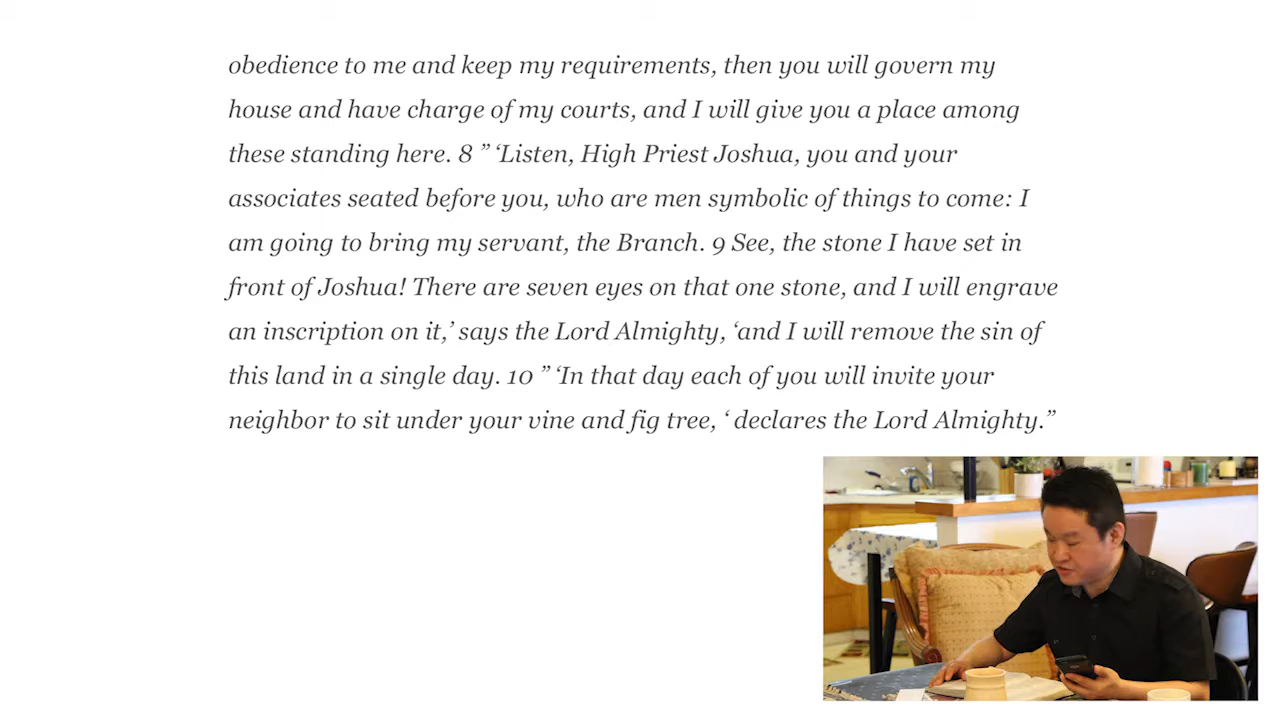 obedience to me and keep my requirements, then you will govern my
house and have charge of my courts, and I will give you a place among
these standing here. 8 ” ‘Listen, High Priest Joshua, you and your
associates seated before you, who are men symbolic of things to come: I
am going to bring my servant, the Branch. 9 See, the stone I have set in
front of Joshua! There are seven eyes on that one stone, and I will engrave
an inscription on it,’ says the Lord Almighty, ‘and I will remove the sin of
this land in a single day. 10 ” ‘In that day each of you will invite your
neighbor to sit under your vine and fig tree, ‘ declares the Lord Almighty.”